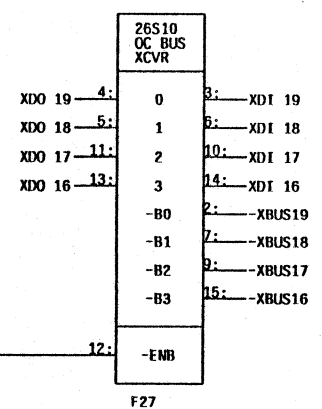 26S10
OC BUS
XCVR
XDO 19 4: 0 3: XDI 19
XDO 18 5: 1 6: XDI 18
XDO 17 11: 2 10: XDI 17
XDO 16 13: 3 14: XDI 16
-B0 2: -XBUS19
-B1 7: -XBUS18
-B2 9: -XBUS17
-B3 15: -XBUS16
12: -ENB
F27